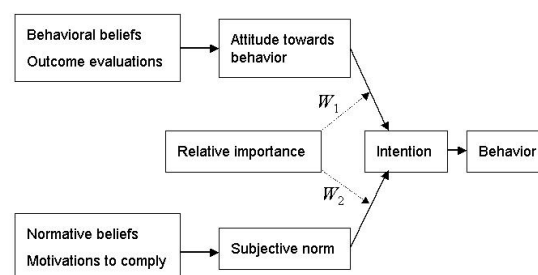 Behavioral beliefs
Outcome evaluations
Attitude towards
behavior
W1
Relative importance
Intention
Behavior
W2
Normative beliefs
Motivations to comply
Subjective norm